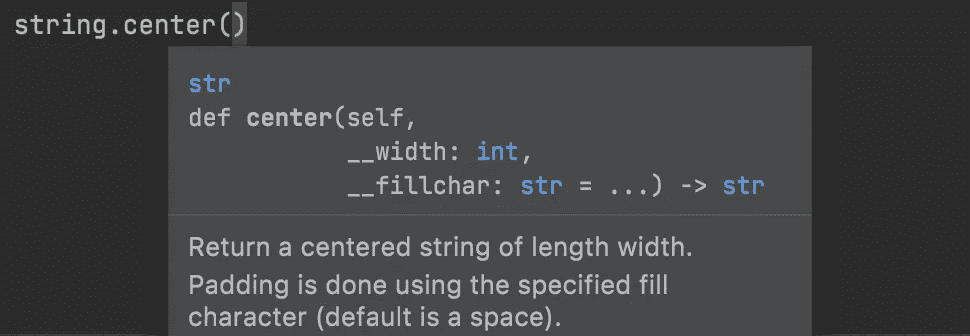 string.center()
str
def center(self,
__width: int,
__fillchar: str = ...) -> str
Return a centered string of length width.
Padding is done using the specified fill
character (default is a space).